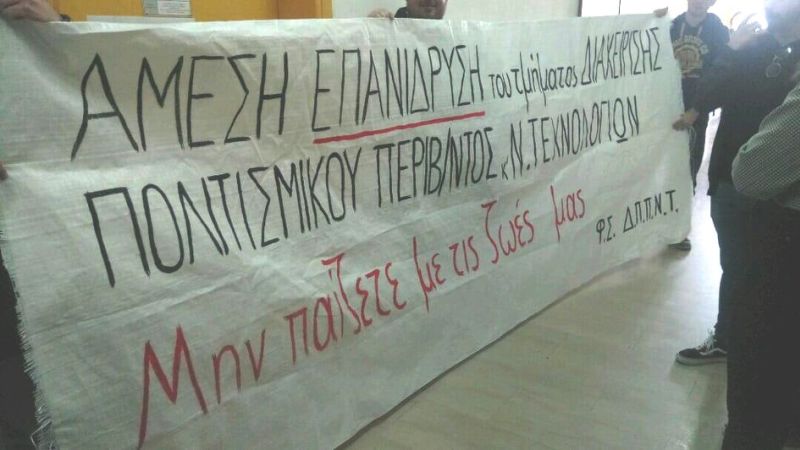 ΑΜΕΣΗ ΕΠΑΝΙΔΡΥΣΗ του τμήματος ΔΙΑΧΕΙΡΙΣΗΣ
ΠΟΛΙΤΙΣΜΙΚΟΥ ΠΕΡΙΒ/ΝΤΟΣ κ Ν. ΤΕΧΝΟΛΟΓΙΩΝ
Μην παίζετε με τις ζωές μας
Φ.Σ. Δ.Π.Π.Ν.Τ.